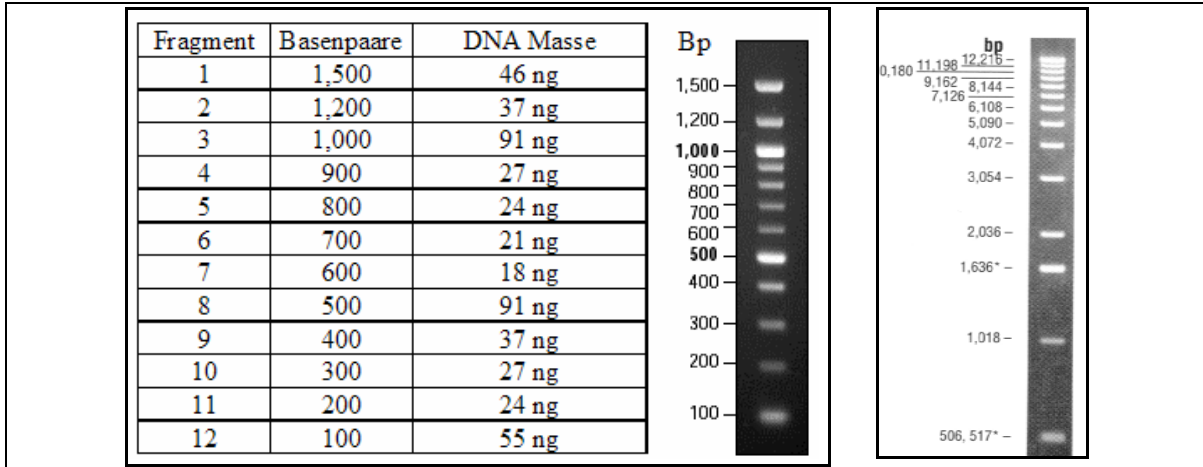 Fragment Basenpaare DNA Masse
1 1,500 46 ng
2 1,200 37 ng
3 1,000 91 ng
4 900 27 ng
5 800 24 ng
6 700 21 ng
7 600 18 ng
8 500 91 ng
9 400 37 ng
10 300 27 ng
11 200 24 ng
12 100 55 ng
Bp
1,500
1,200
1,000
900
800
700
600
500
400
300
200
100
bp
12,216
11,198
0,180
9,162
8,144
7,126
6,108
5,090
4,072
3,054
2,036
1,636*
1,018
506, 517*